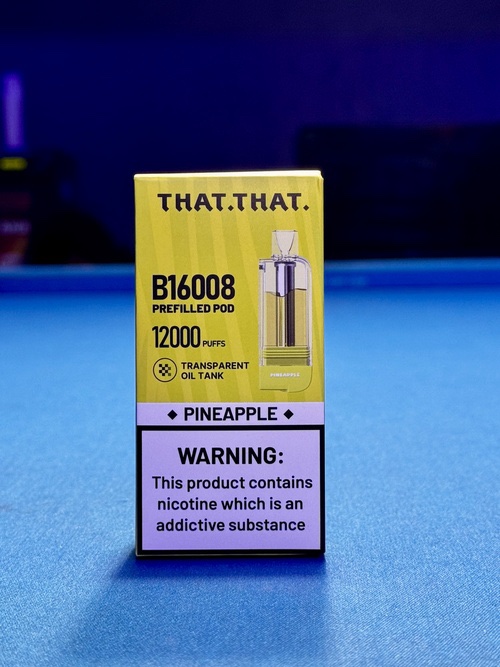 THAT.THAT.
B16008
PREFILLED POD
12000 PUFFS
TRANSPARENT
OIL TANK
PINEAPPLE
◆ PINEAPPLE ◆
WARNING:
This product contains
nicotine which is an
addictive substance